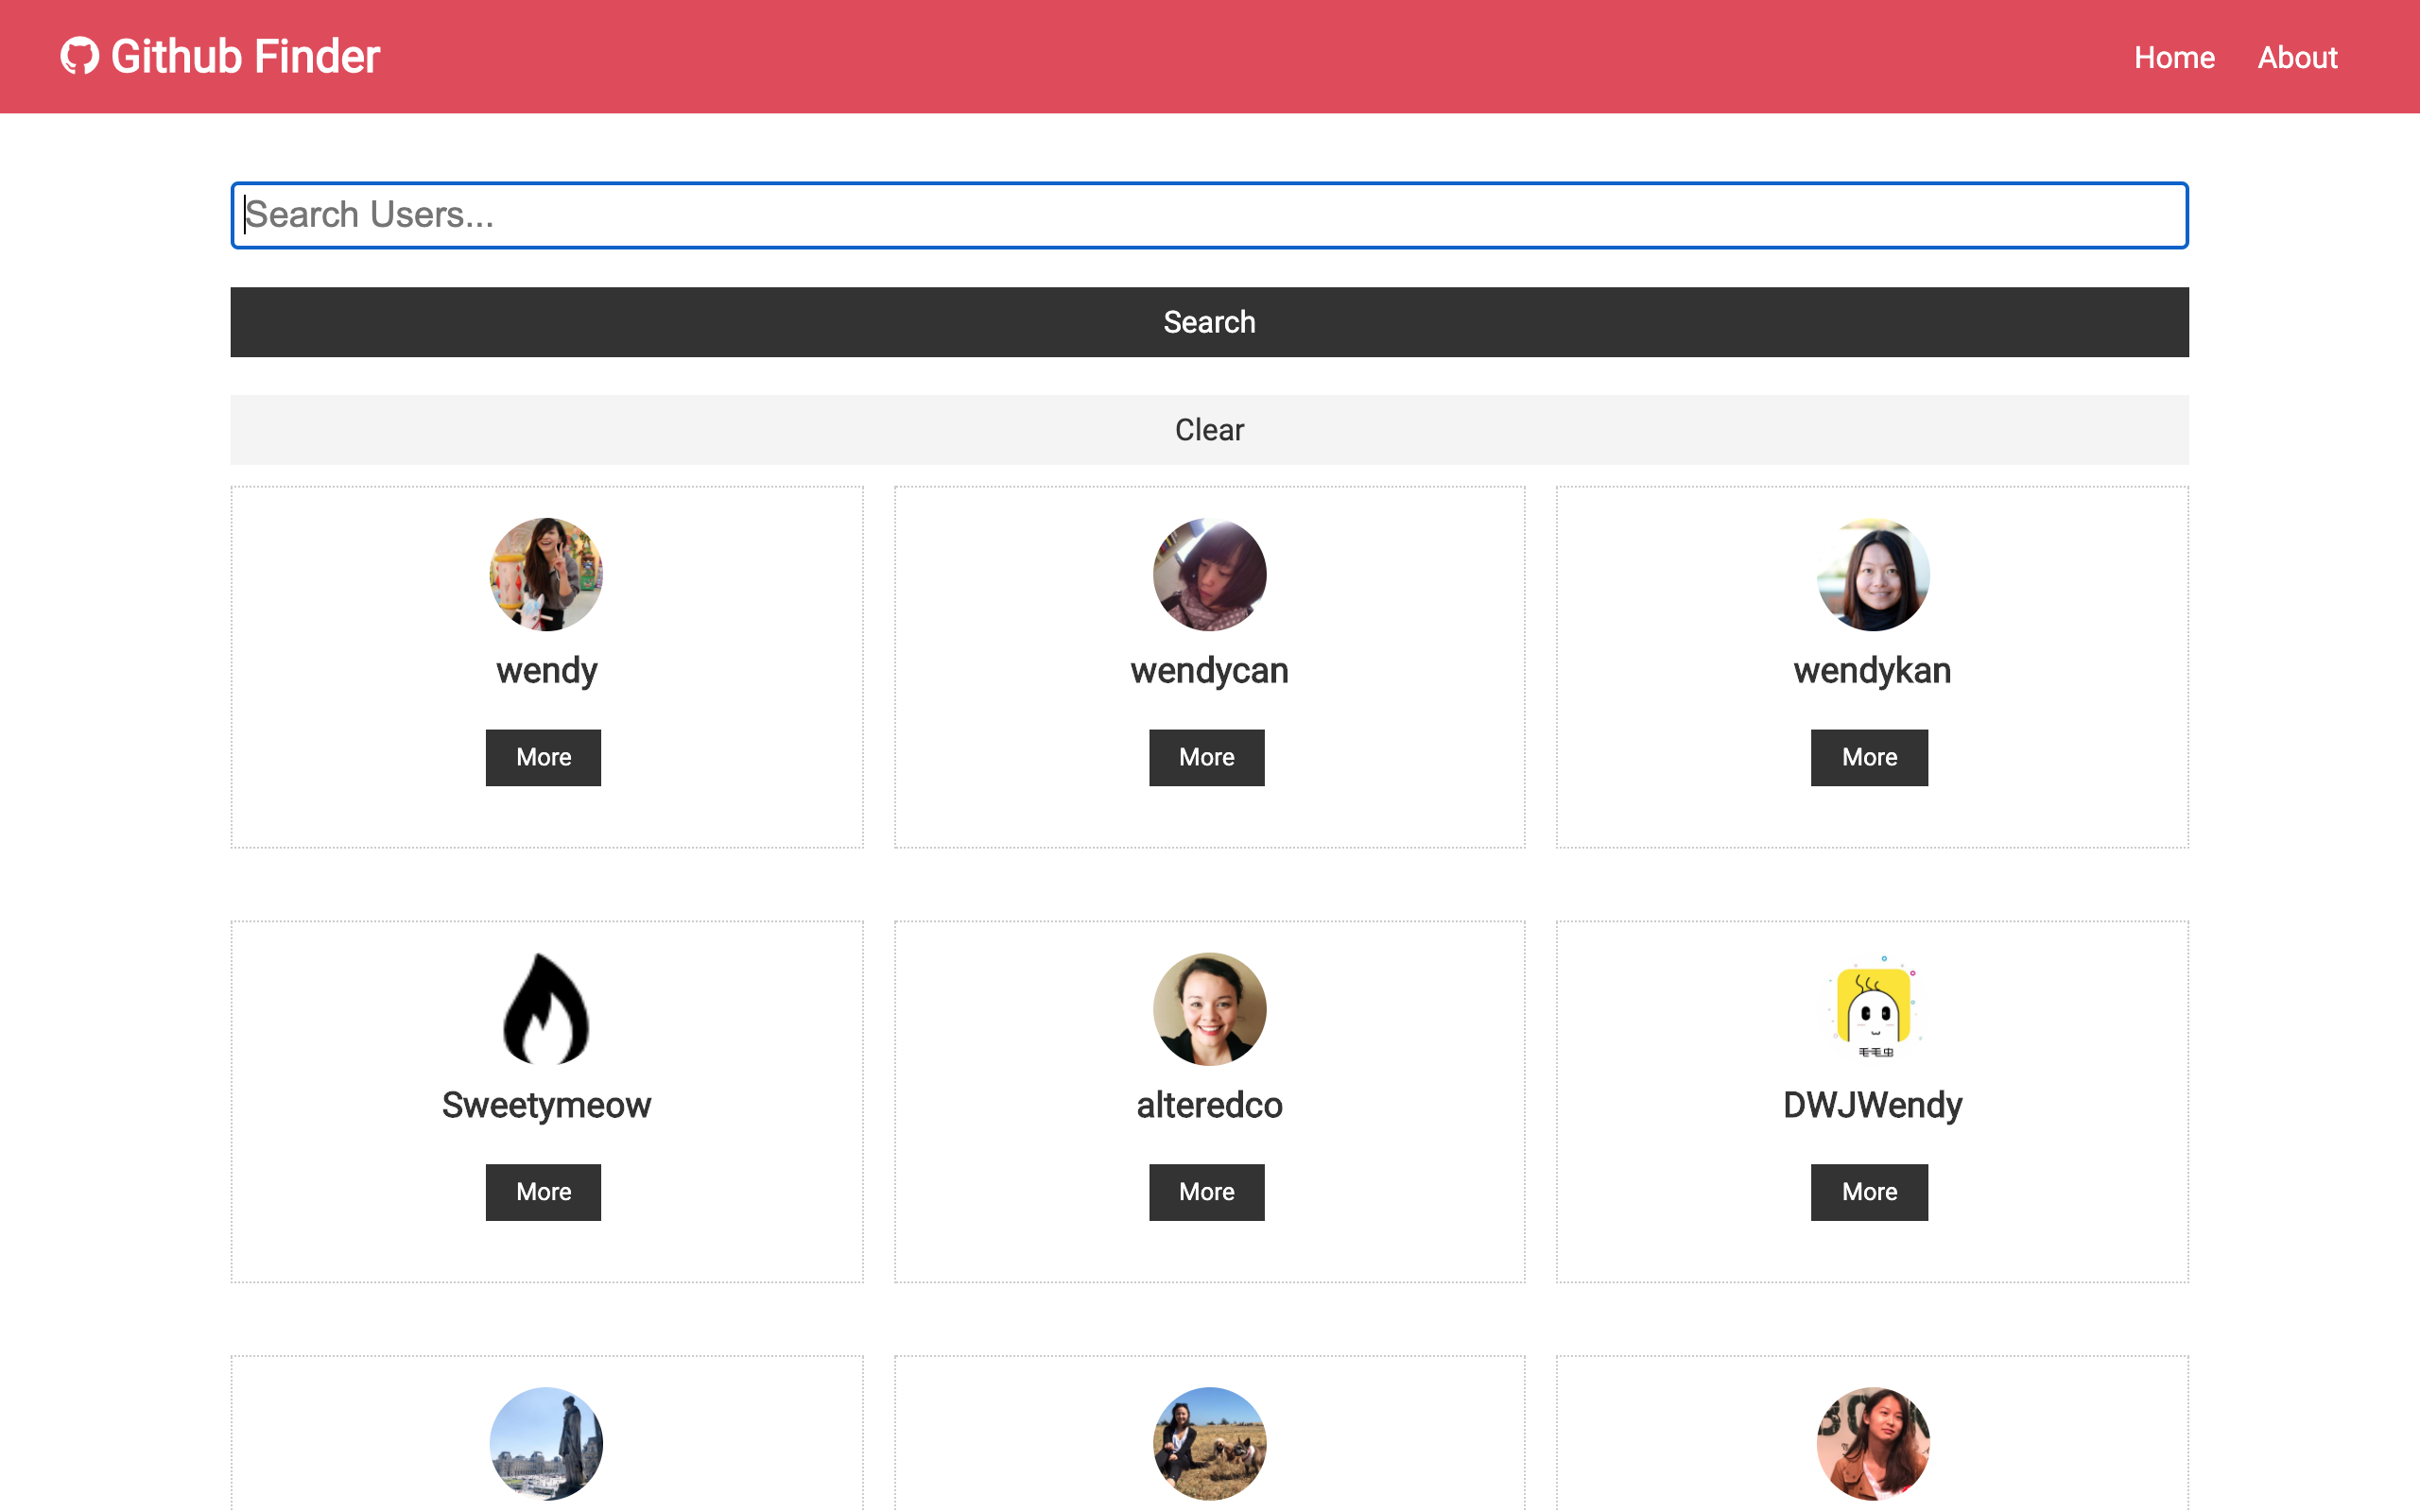 Github Finder
Home
About
Search Users...
Search
Clear
wendy
wendycan
wendykan
More
More
More
Sweetymeow
alteredco
毛毛虫
DWJWendy
More
More
More